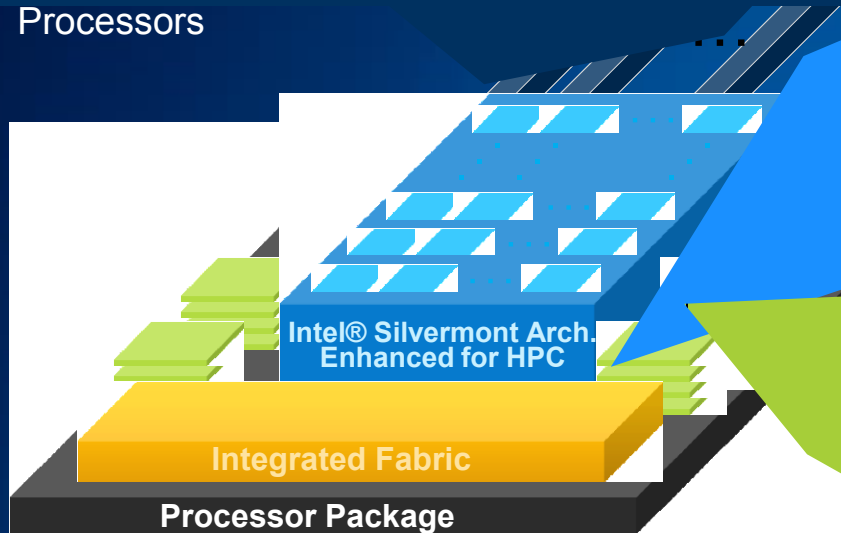 Processors
...
Intel® Silvermont Arch.
Enhanced for HPC
Integrated Fabric
Processor Package